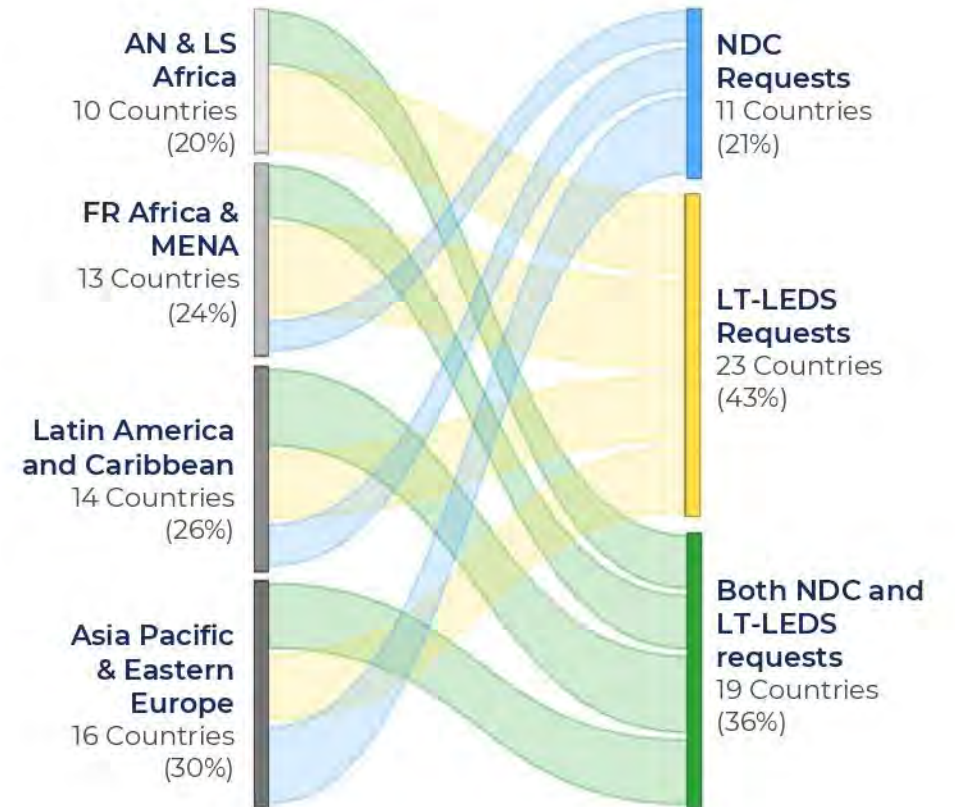 AN & LS
Africa
10 Countries
(20%)
FR Africa &
MENA
13 Countries
(24%)
Latin America
and Caribbean
14 Countries
(26%)
Asia Pacific
& Eastern
Europe
16 Countries
(30%)
NDC
Requests
11 Countries
(21%)
LT-LEDS
Requests
23 Countries
(43%)
Both NDC and
LT-LEDS
requests
19 Countries
(36%)